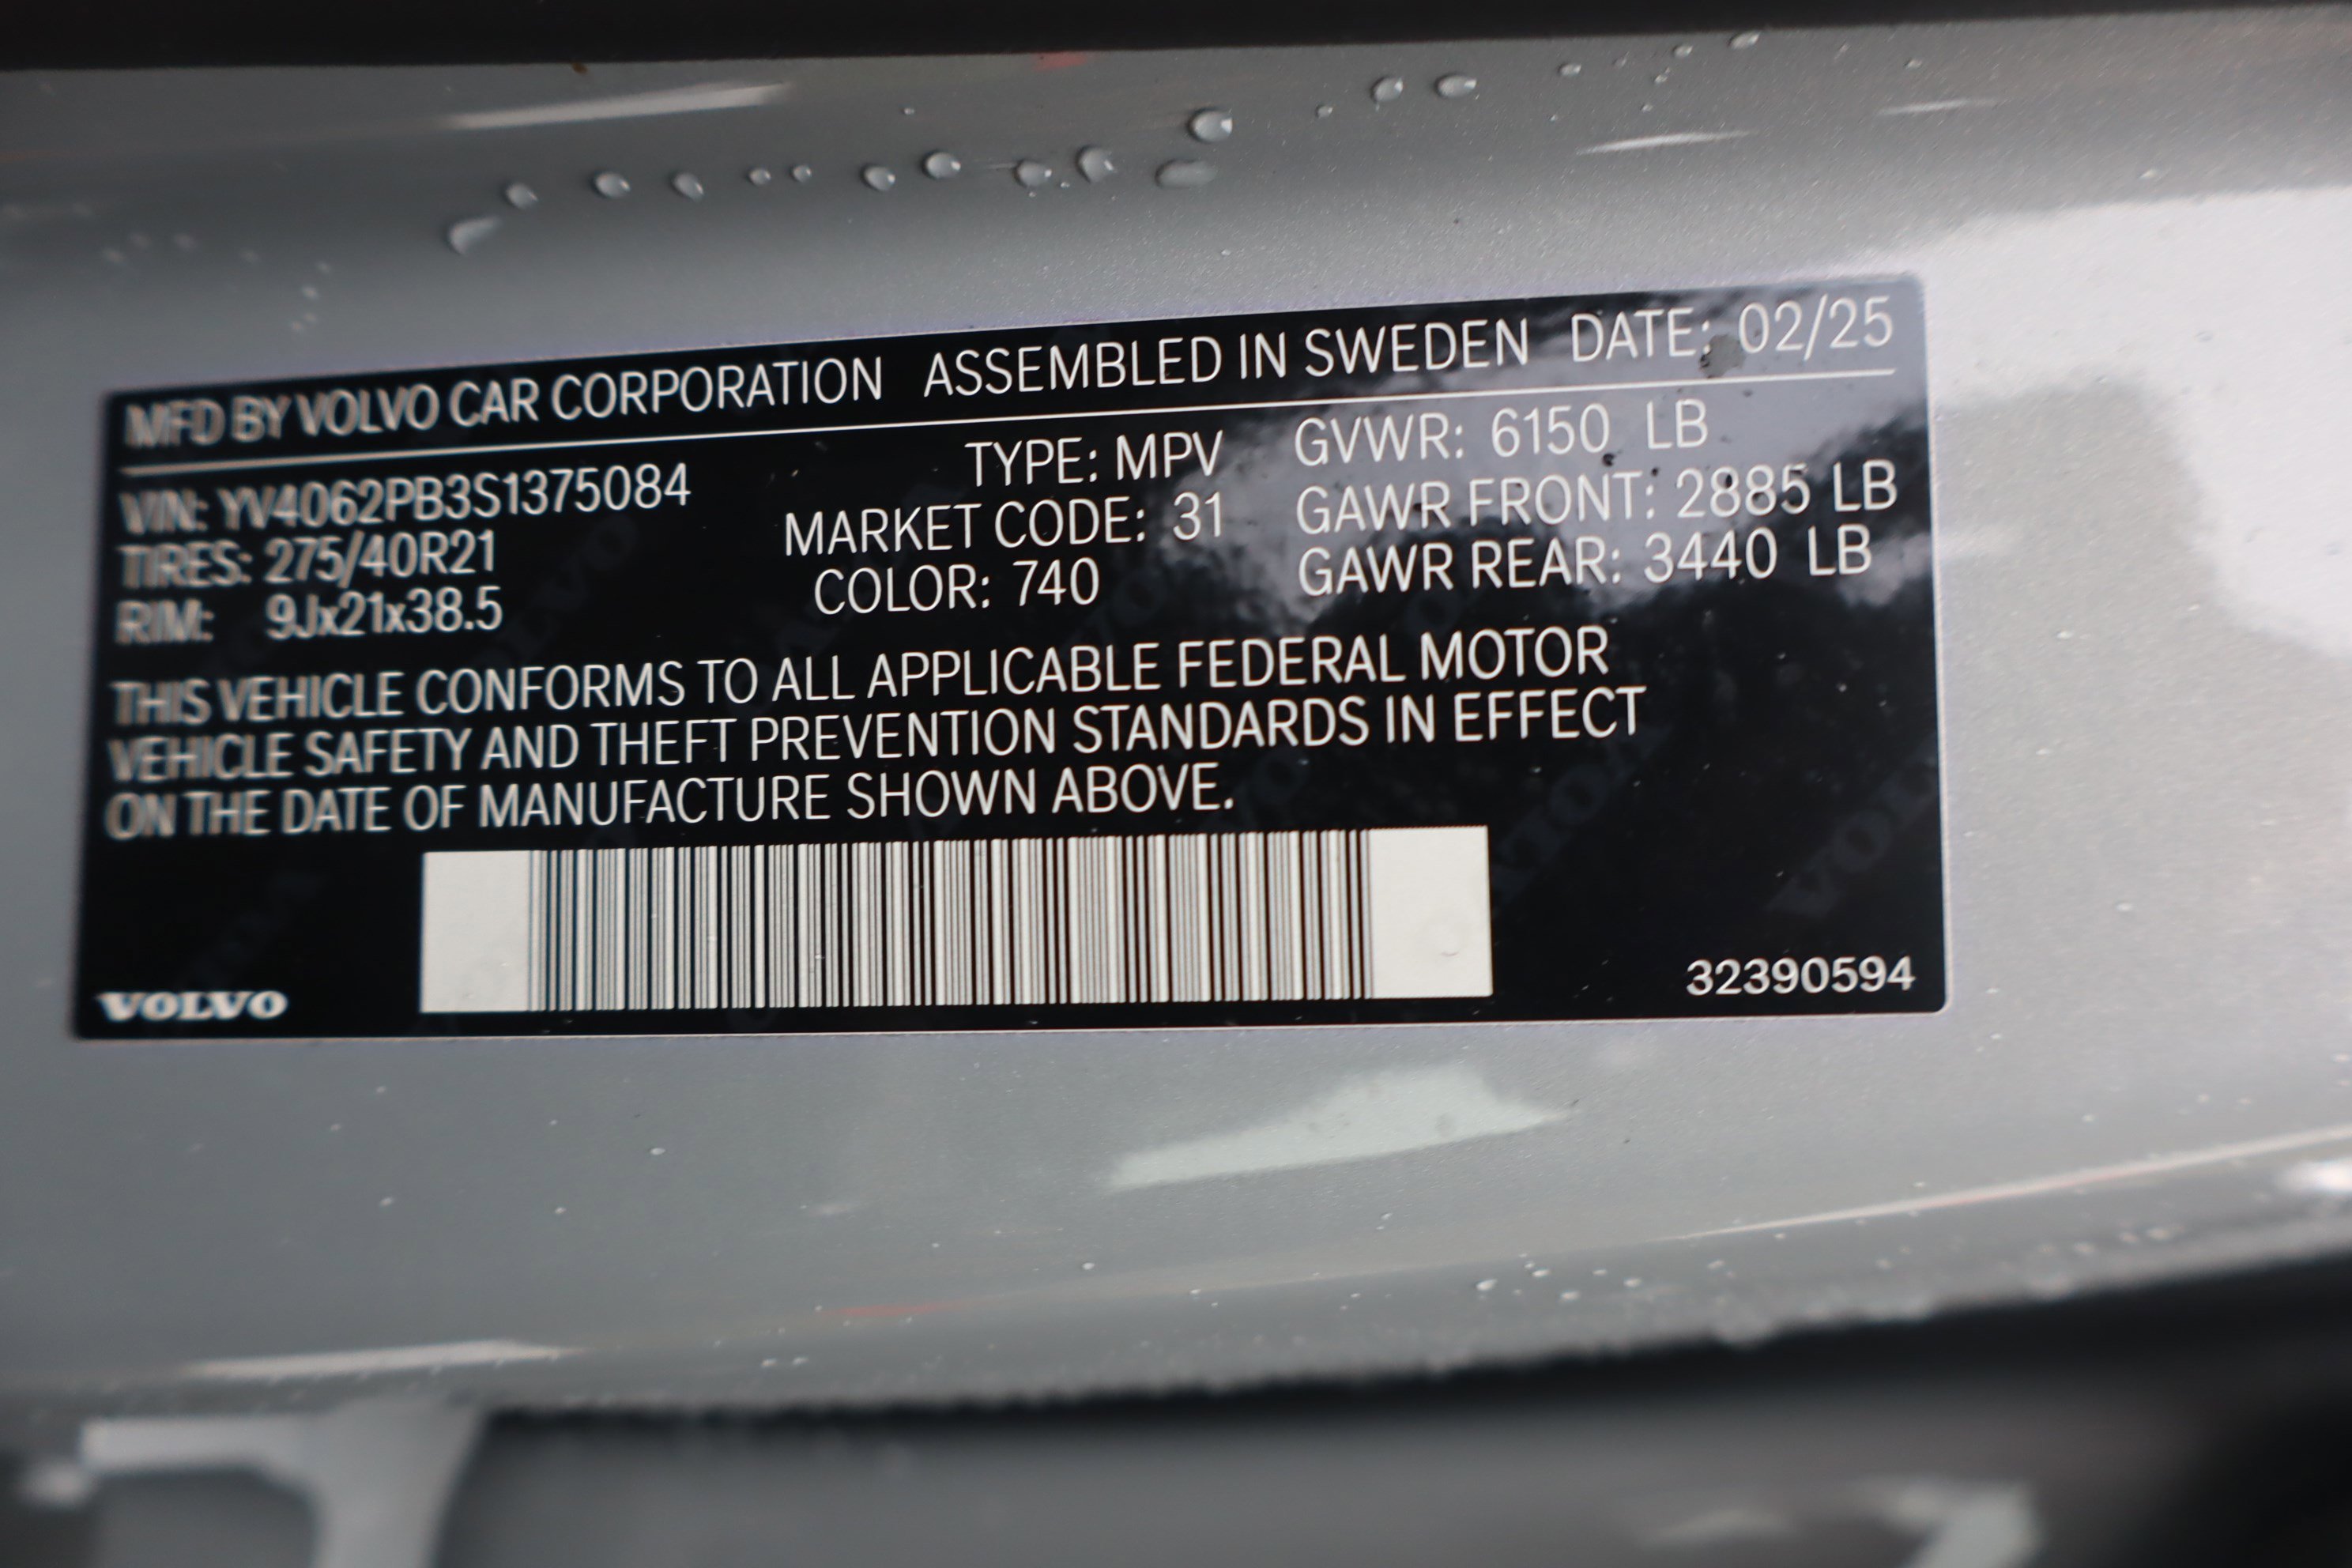 MFD BY VOLVO CAR CORPORATION ASSEMBLED IN SWEDEN DATE: 02/25
VIN: YV4062PB3S1375084
TIRES: 275/40R21
RIM: 9Jx21x38.5
TYPE: MPV
MARKET CODE: 31
COLOR: 740
GVWR: 6150 LB
GAWR FRONT: 2885 LB
GAWR REAR: 3440 LB
THIS VEHICLE CONFORMS TO ALL APPLICABLE FEDERAL MOTOR
VEHICLE SAFETY AND THEFT PREVENTION STANDARDS IN EFFECT
ON THE DATE OF MANUFACTURE SHOWN ABOVE.
VOLVO
32390594